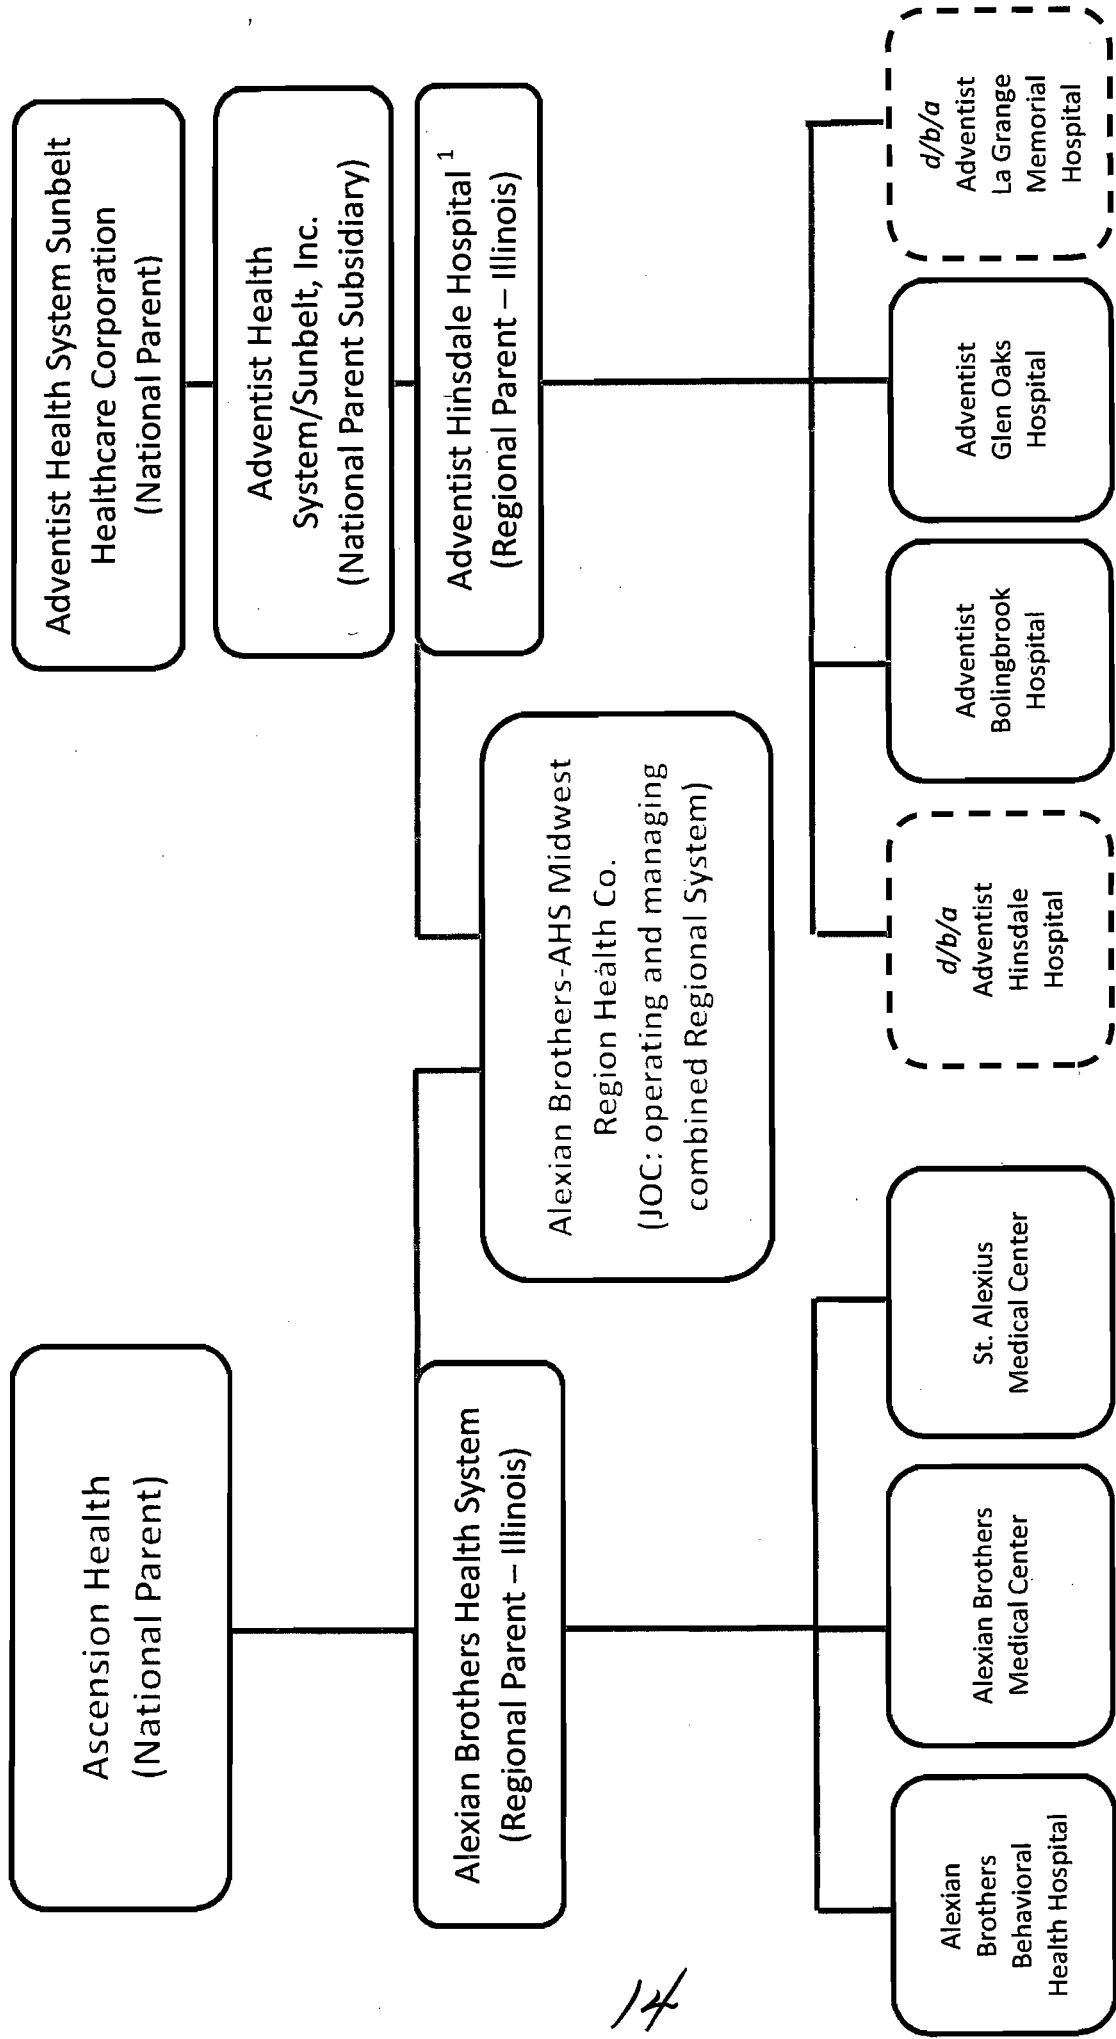 Ascension Health
(National Parent)
Adventist Health System Sunbelt
Healthcare Corporation
(National Parent)
Adventist Health
System/Sunbelt, Inc.
(National Parent Subsidiary)
Alexian Brothers Health System
(Regional Parent – Illinois)
Adventist Hinsdale Hospital 1
(Regional Parent – Illinois)
Alexian Brothers-AHS Midwest
Region Health Co.
(JOC: operating and managing
combined Regional System)
Alexian
Brothers
Behavioral
Health Hospital
Alexian Brothers
Medical Center
St. Alexius
Medical Center
d/b/a
Adventist
Hinsdale
Hospital
Adventist
Bolingbrook
Hospital
Adventist
Glen Oaks
Hospital
d/b/a
Adventist
La Grange
Memorial
Hospital
14